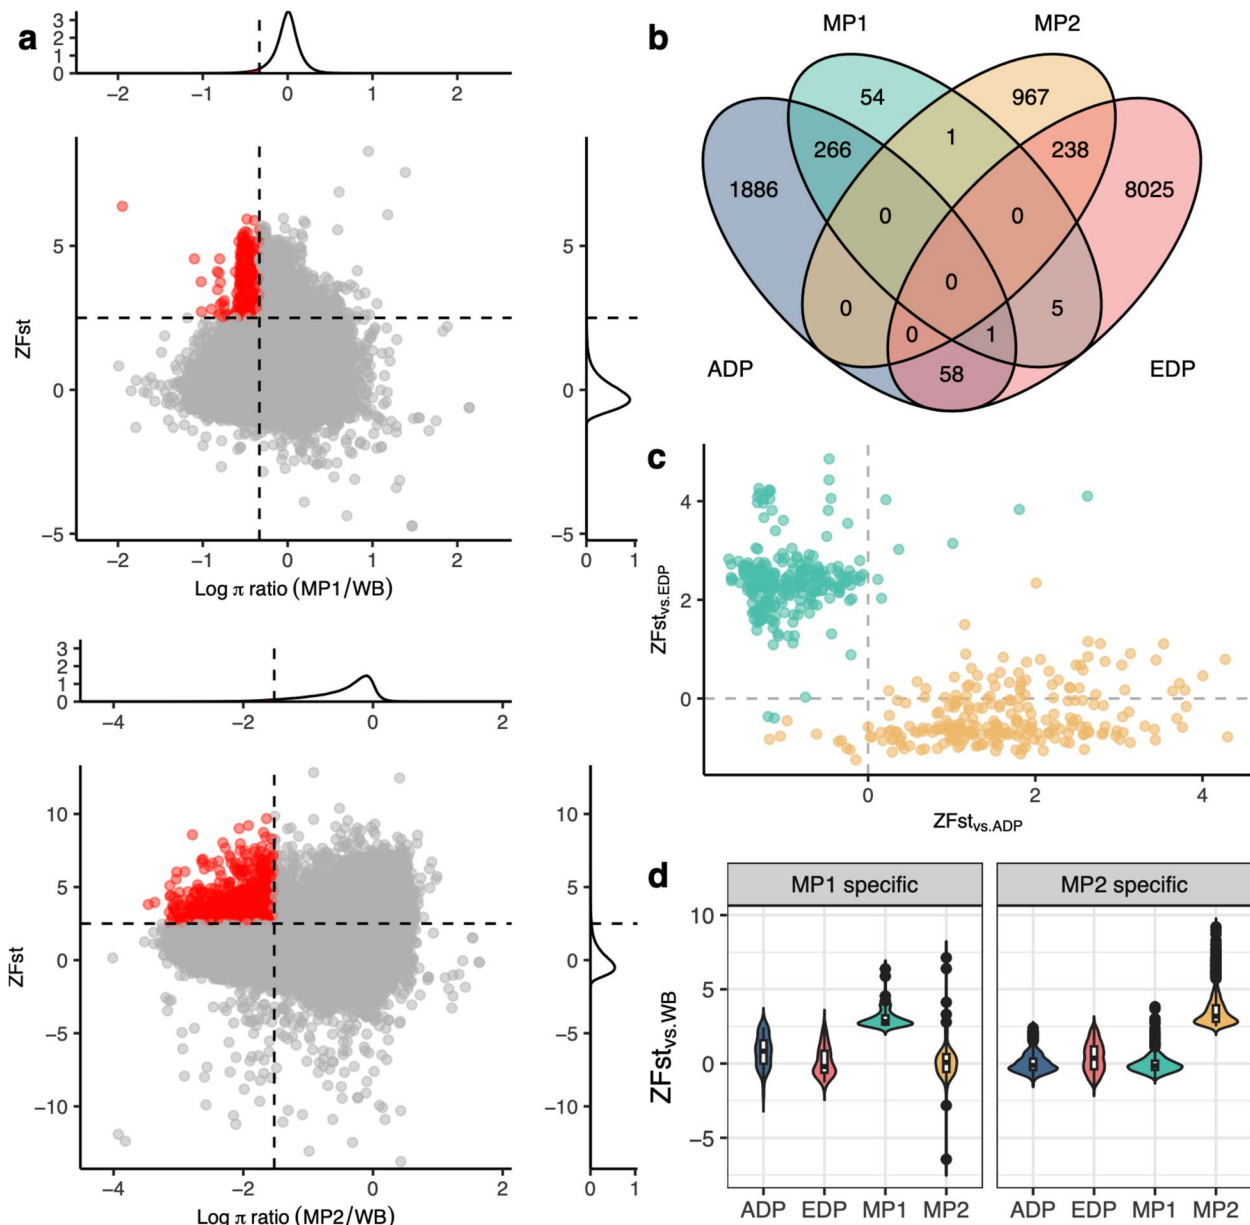 a
3
2
1
0
−2 −1 0 1 2
ZFst
5
0
−5
−2 −1 0 1 2
Log π ratio (MP1/WB)
5
0
−5
0 1
3
2
1
0
−4 −2 0 2
ZFst
10
5
0
−5
−10
−4 −2 0 2
Log π ratio (MP2/WB)
10
5
0
−5
−10
0 1
b
MP1 MP2
54 967
1
266 238
1886 8025
0 0
0
0 5
0 1
58
ADP EDP
c
ZFstvs.EDP
4
2
0
0 2 4
ZFstvs.ADP
d
MP1 specific MP2 specific
ZFstvs.WB
10
5
0
−5
ADP EDP MP1 MP2 ADP EDP MP1 MP2